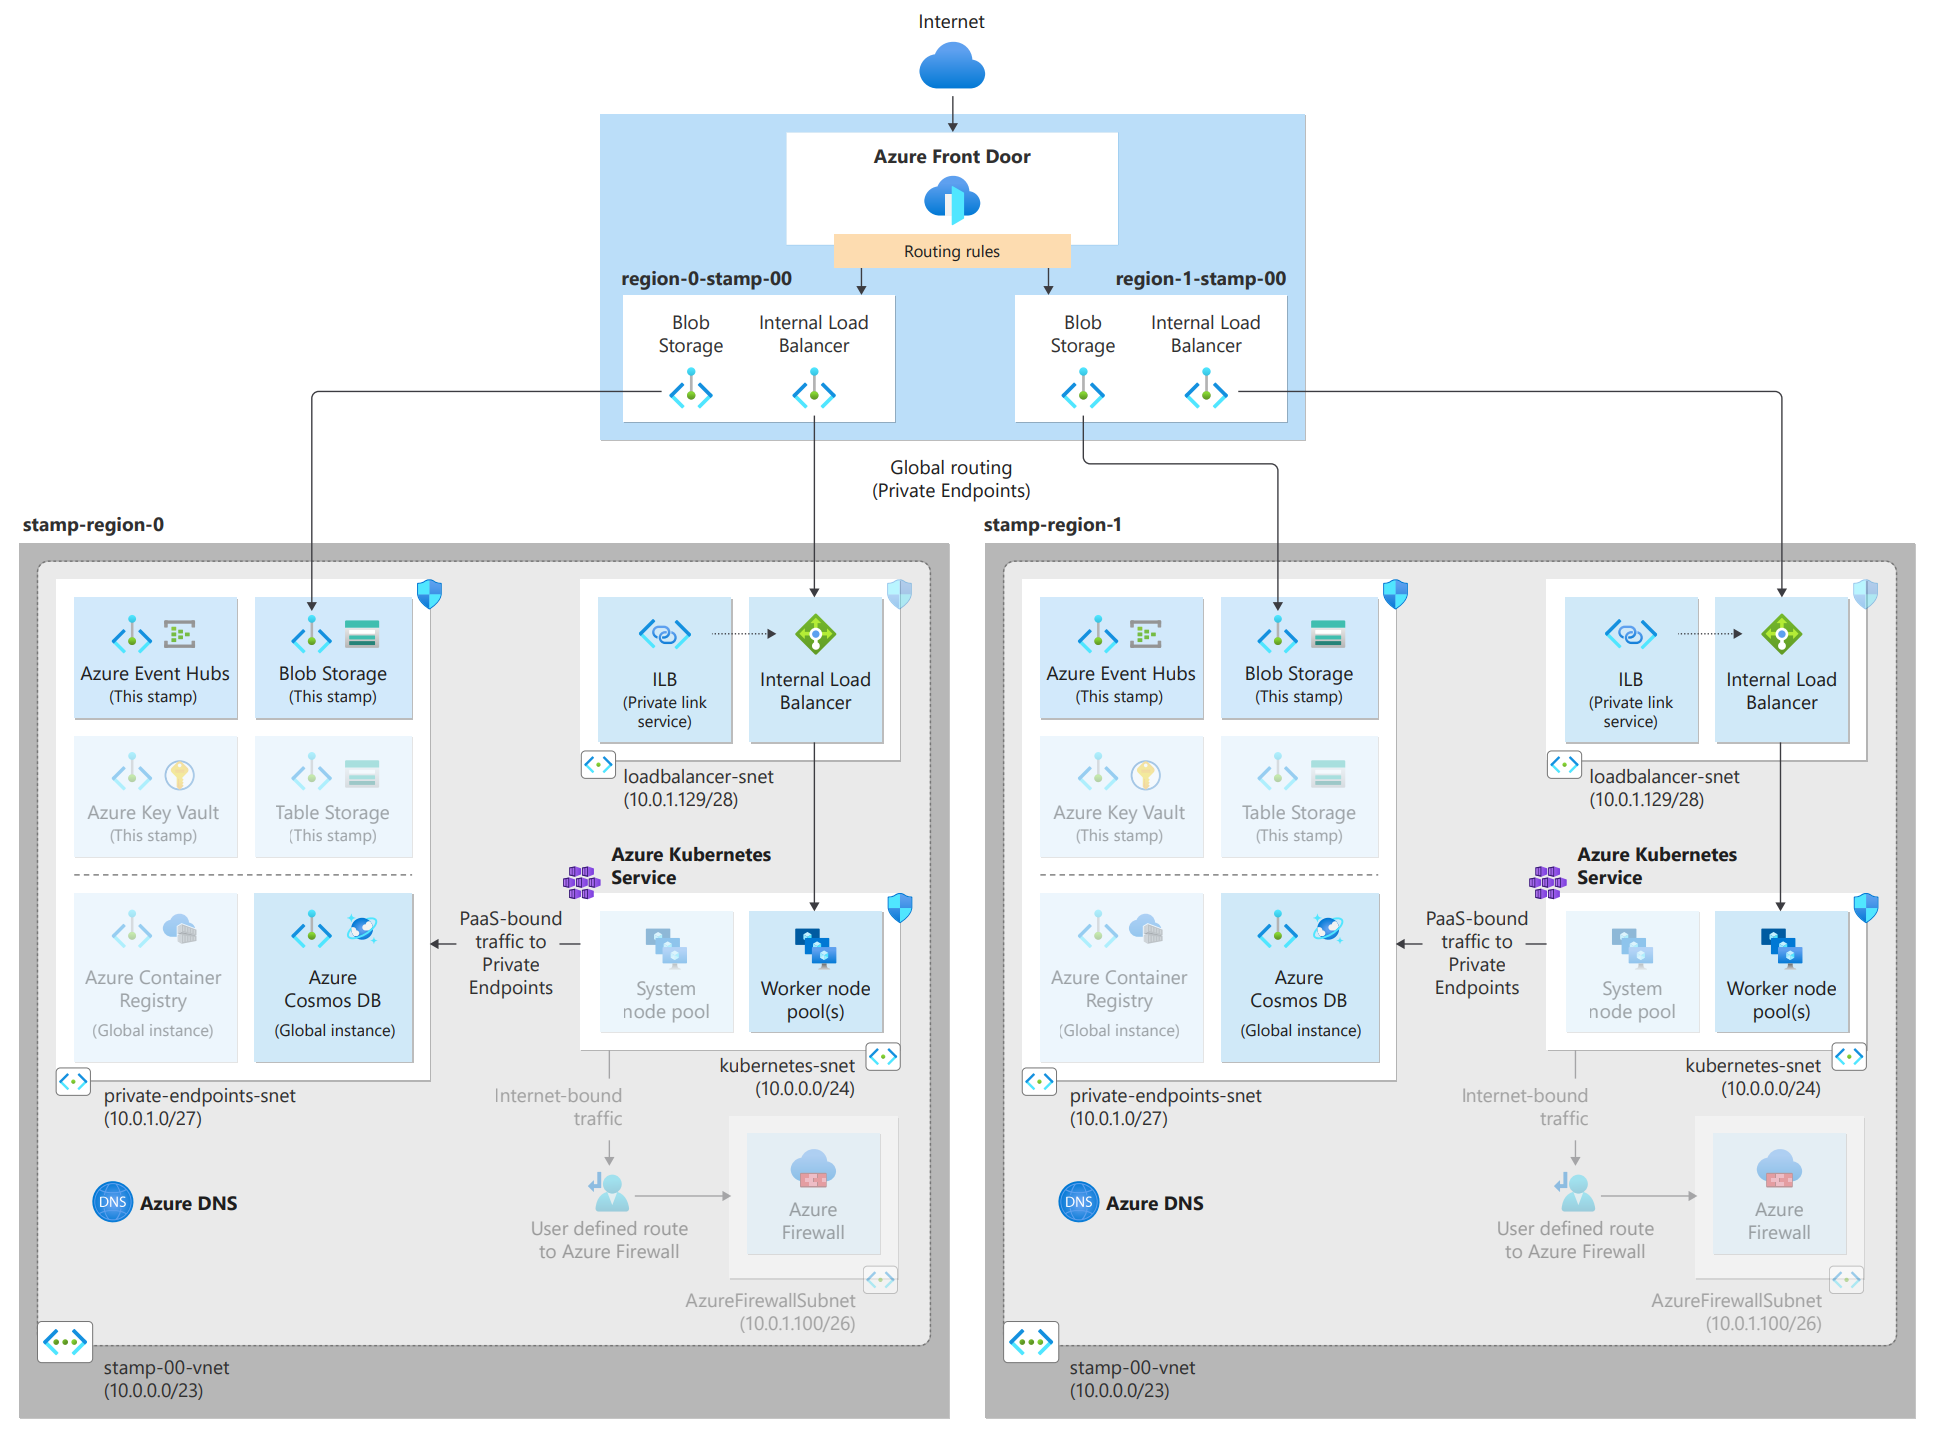 Internet
Azure Front Door
Routing rules
region-0-stamp-00
region-1-stamp-00
Blob
Storage
Internal Load
Balancer
Blob
Storage
Internal Load
Balancer
Global routing
(Private Endpoints)
stamp-region-0
Azure Event Hubs
(This stamp)
Blob Storage
(This stamp)
ILB
(Private link
service)
Internal Load
Balancer
loadbalancer-snet
(10.0.1.129/28)
Azure Key Vault
(This stamp)
Table Storage
(This stamp)
Azure Kubernetes
Service
Azure Container
Registry
(Global instance)
Azure
Cosmos DB
(Global instance)
PaaS-bound
traffic to
Private
Endpoints
System
node pool
Worker node
pool(s)
kubernetes-snet
(10.0.0.0/24)
private-endpoints-snet
(10.0.1.0/27)
Internet-bound
traffic
DNS
Azure DNS
User defined route
to Azure Firewall
Azure
Firewall
AzureFirewallSubnet
(10.0.1.100/26)
stamp-00-vnet
(10.0.0.0/23)
stamp-region-1
Azure Event Hubs
(This stamp)
Blob Storage
(This stamp)
ILB
(Private link
service)
Internal Load
Balancer
loadbalancer-snet
(10.0.1.129/28)
Azure Key Vault
(This stamp)
Table Storage
(This stamp)
Azure Kubernetes
Service
Azure Container
Registry
(Global instance)
Azure
Cosmos DB
(Global instance)
PaaS-bound
traffic to
Private
Endpoints
System
node pool
Worker node
pool(s)
kubernetes-snet
(10.0.0.0/24)
private-endpoints-snet
(10.0.1.0/27)
Internet-bound
traffic
DNS
Azure DNS
User defined route
to Azure Firewall
Azure
Firewall
AzureFirewallSubnet
(10.0.1.100/26)
stamp-00-vnet
(10.0.0.0/23)